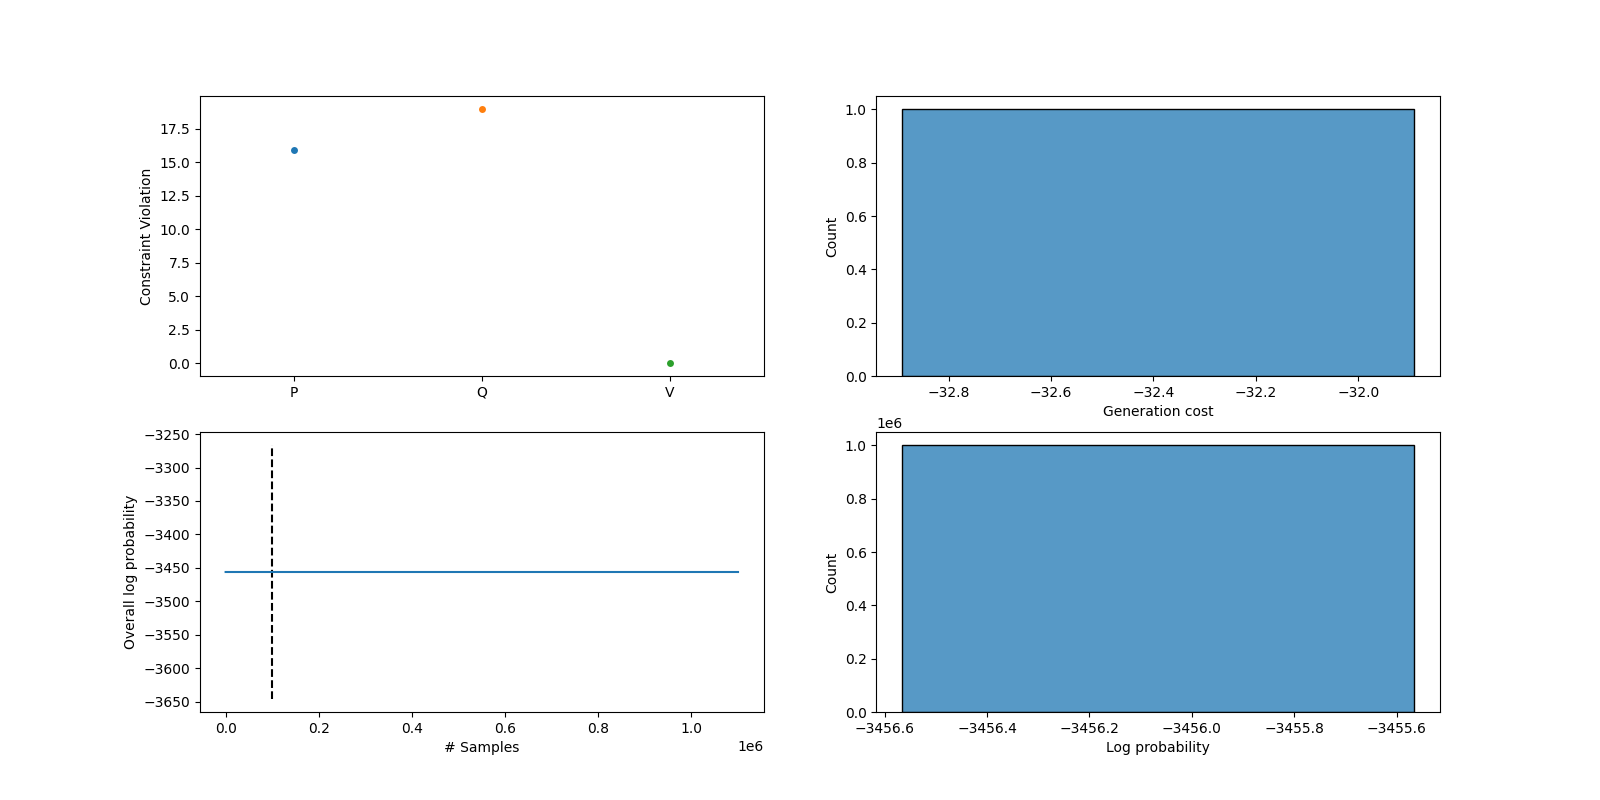 17.5
15.0
12.5
10.0
7.5
5.0
2.5
0.0
Constraint Violation
P Q V
1.0
0.8
0.6
0.4
0.2
0.0
Count
−32.8 −32.6 −32.4 −32.2 −32.0
Generation cost
−3250
−3300
−3350
−3400
−3450
−3500
−3550
−3600
−3650
Overall log probability
0.0 0.2 0.4 0.6 0.8 1.0
1e6
# Samples
1e6
1.0
0.8
0.6
0.4
0.2
0.0
Count
−3456.6 −3456.4 −3456.2 −3456.0 −3455.8 −3455.6
Log probability